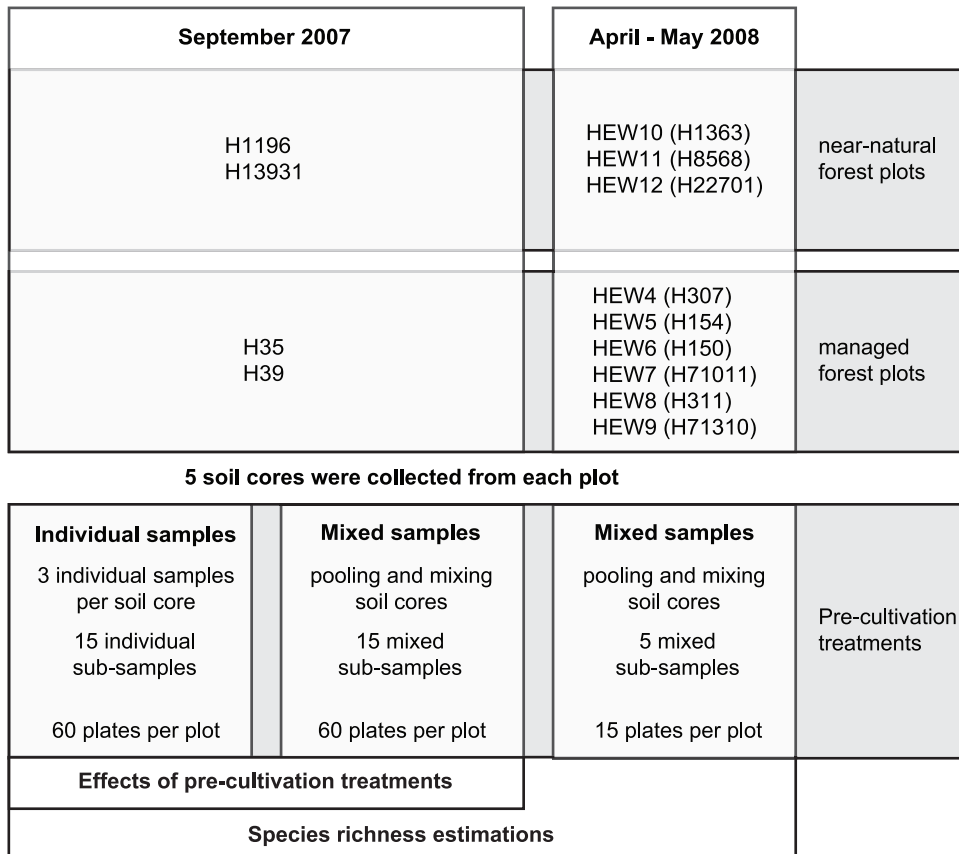 September 2007
April - May 2008
H1196
H13931
HEW10 (H1363)
HEW11 (H8568)
HEW12 (H22701)
near-natural
forest plots
H35
H39
HEW4 (H307)
HEW5 (H154)
HEW6 (H150)
HEW7 (H71011)
HEW8 (H311)
HEW9 (H71310)
managed
forest plots
5 soil cores were collected from each plot
Individual samples
3 individual samples
per soil core
15 individual
sub-samples
60 plates per plot
Mixed samples
pooling and mixing
soil cores
15 mixed
sub-samples
60 plates per plot
Mixed samples
pooling and mixing
soil cores
5 mixed
sub-samples
15 plates per plot
Pre-cultivation
treatments
Effects of pre-cultivation treatments
Species richness estimations